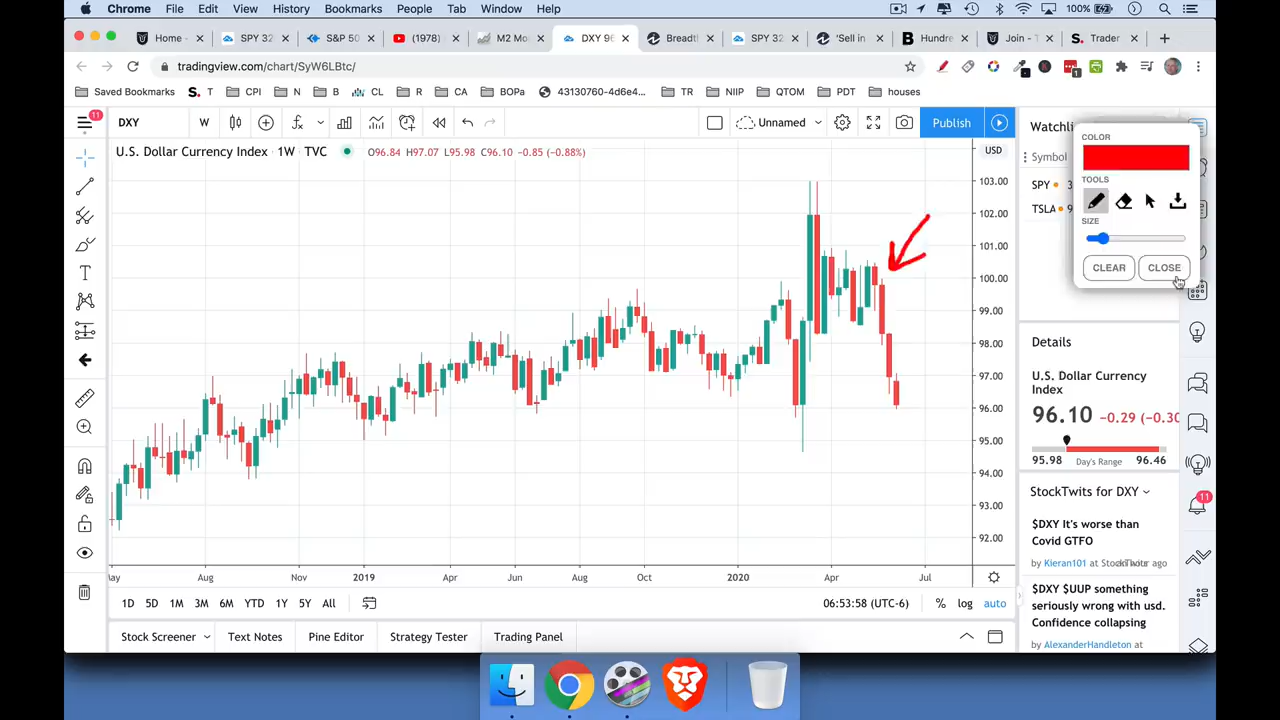 Chrome File Edit View History Bookmarks People Tab Window Help 100%
Home - SPY 32 S&P 50 (1978) M2 Mo DXY 96 Breadth SPY 32 'Sell in Hundre Join - T Trader
tradingview.com/chart/SyW6LBtc/
Saved Bookmarks T CPI N B CL R CA BOPa 43130760-4d6e4... TR NIIP QTOM PDT houses
11
DXY W Unnamed Publish
U.S. Dollar Currency Index · 1W · TVC O96.84 H97.07 L95.98 C96.10 -0.85 (-0.88%)
USD
103.00
102.00
101.00
100.00
99.00
98.00
97.00
96.00
95.00
94.00
93.00
92.00
Aug Nov 2019 Apr Jun Aug Oct 2020 Apr Jul
1D 5D 1M 3M 6M YTD 1Y 5Y All 06:53:58 (UTC-6) % log auto
Stock Screener Text Notes Pine Editor Strategy Tester Trading Panel
Watchli
Symbol
SPY 3
TSLA 9
COLOR
TOOLS
SIZE
CLEAR CLOSE
Details
U.S. Dollar Currency
Index
96.10 -0.29 (-0.30
95.98 Day's Range 96.46
StockTwits for DXY
11
$DXY It's worse than
Covid GTFO
by Kieran101 at ago
$DXY $UUP something
seriously wrong with usd.
Confidence collapsing
by AlexanderHandleton at